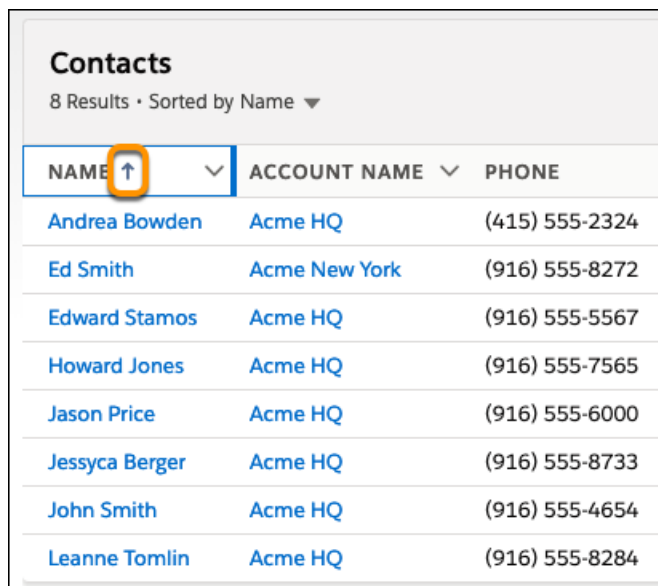 Contacts
8 Results • Sorted by Name
NAME ↑ ACCOUNT NAME PHONE
Andrea Bowden Acme HQ (415) 555-2324
Ed Smith Acme New York (916) 555-8272
Edward Stamos Acme HQ (916) 555-5567
Howard Jones Acme HQ (916) 555-7565
Jason Price Acme HQ (916) 555-6000
Jessyca Berger Acme HQ (916) 555-8733
John Smith Acme HQ (916) 555-4654
Leanne Tomlin Acme HQ (916) 555-8284